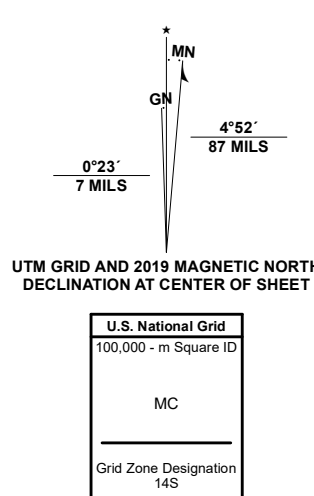 ★
MN
GN
4°52´
87 MILS
0°23´
7 MILS
UTM GRID AND 2019 MAGNETIC NORTH
DECLINATION AT CENTER OF SHEET
U.S. National Grid
100,000 - m Square ID
MC
Grid Zone Designation
14S